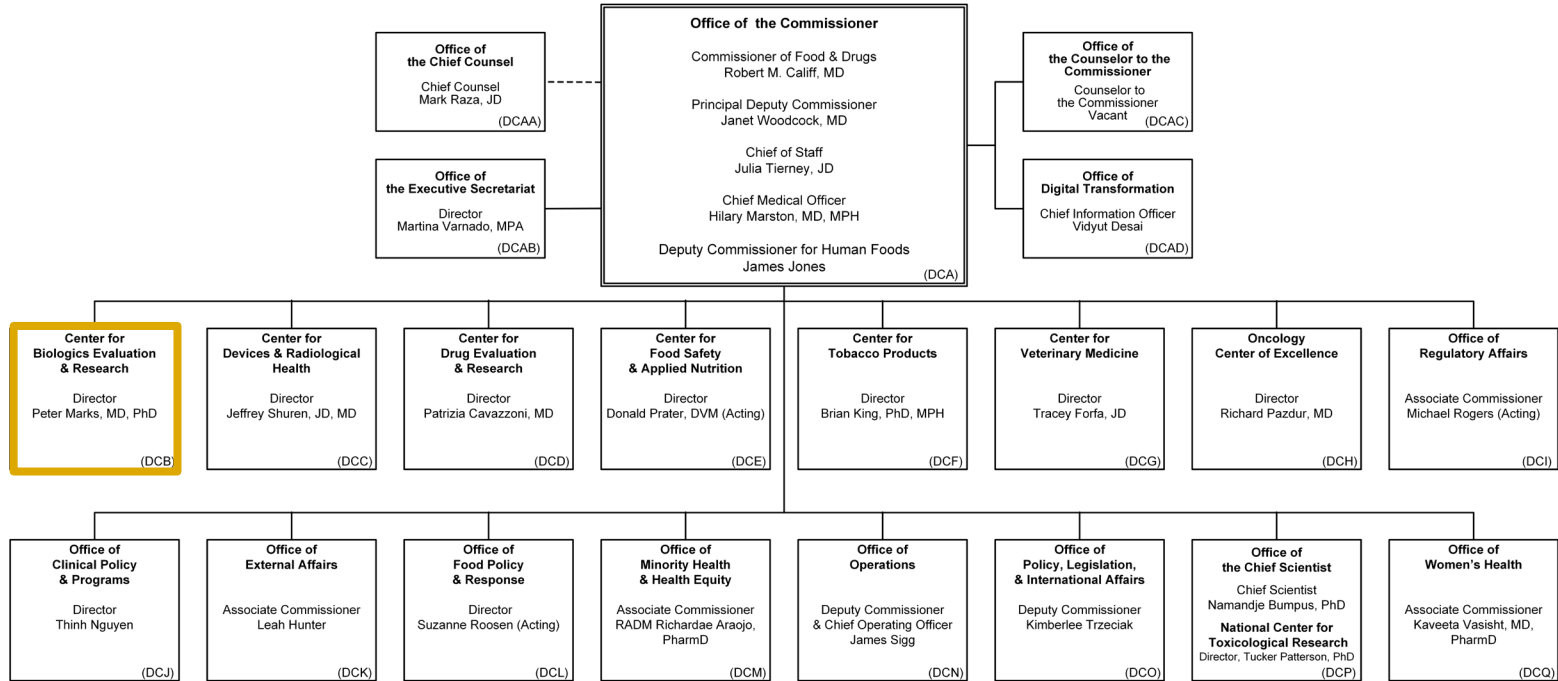 Office of the Commissioner
Commissioner of Food & Drugs
Robert M. Califf, MD
Principal Deputy Commissioner
Janet Woodcock, MD
Chief of Staff
Julia Tierney, JD
Chief Medical Officer
Hilary Marston, MD, MPH
Deputy Commissioner for Human Foods
James Jones
(DCA)
Office of
the Chief Counsel
Chief Counsel
Mark Raza, JD
(DCAA)
Office of
the Counselor to the
Commissioner
Counselor to
the Commissioner
Vacant
(DCAC)
Office of
the Executive Secretariat
Director
Martina Varnado, MPA
(DCAB)
Office of
Digital Transformation
Chief Information Officer
Vidyut Desai
(DCAD)
Center for
Biologics Evaluation
& Research
Director
Peter Marks, MD, PhD
(DCB)
Center for
Devices & Radiological
Health
Director
Jeffrey Shuren, JD, MD
(DCC)
Center for
Drug Evaluation
& Research
Director
Patrizia Cavazzoni, MD
(DCD)
Center for
Food Safety
& Applied Nutrition
Director
Donald Prater, DVM (Acting)
(DCE)
Center for
Tobacco Products
Director
Brian King, PhD, MPH
(DCF)
Center for
Veterinary Medicine
Director
Tracey Forfa, JD
(DCG)
Oncology
Center of Excellence
Director
Richard Pazdur, MD
(DCH)
Office of
Regulatory Affairs
Associate Commissioner
Michael Rogers (Acting)
(DCI)
Office of
Clinical Policy
& Programs
Director
Thinh Nguyen
(DCJ)
Office of
External Affairs
Associate Commissioner
Leah Hunter
(DCK)
Office of
Food Policy
& Response
Director
Suzanne Roosen (Acting)
(DCL)
Office of
Minority Health
& Health Equity
Associate Commissioner
RADM Richardae Araojo,
PharmD
(DCM)
Office of
Operations
Deputy Commissioner
& Chief Operating Officer
James Sigg
(DCN)
Office of
Policy, Legislation,
& International Affairs
Deputy Commissioner
Kimberlee Trzeciak
(DCO)
Office of
the Chief Scientist
Chief Scientist
Namandje Bumpus, PhD
National Center for
Toxicological Research
Director, Tucker Patterson, PhD
(DCP)
Office of
Women's Health
Associate Commissioner
Kaveeta Vasisht, MD,
PharmD
(DCQ)